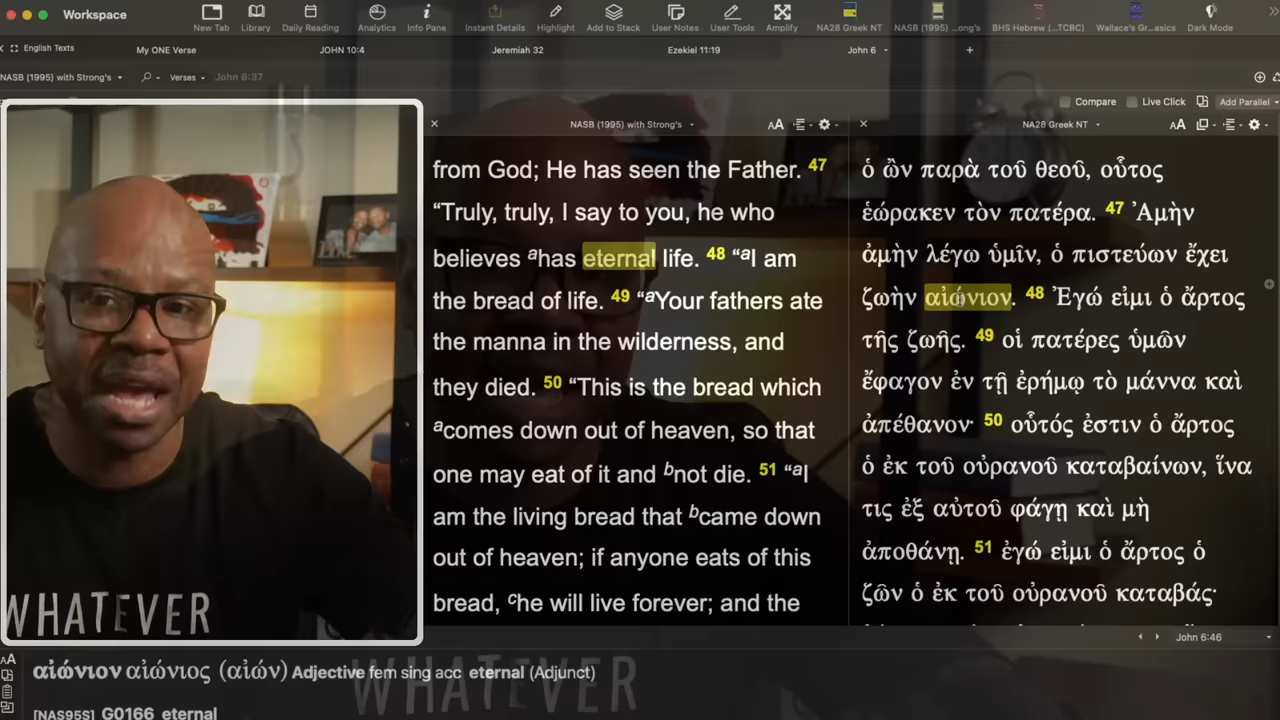 Workspace
New Tab
Library
Daily Reading
Analytics
Info Pane
Instant Details
Highlight
Add to Stack
User Notes
User Tools
Amplify
NA28 Greek NT
NASB (1995) ...ong's
BHS Hebrew (...TCBC)
Wallace's Gr...asics
Dark Mode
English Texts
My ONE Verse
JOHN 10:4
Jeremiah 32
Ezekiel 11:19
John 6
NASB (1995) with Strong's
Verses
John 6:37
Compare
Live Click
Add Parallel
NASB (1995) with Strong's
from God; He has seen the Father. 47
“Truly, truly, I say to you, he who
believes ahas eternal life. 48 “aI am
the bread of life. 49 “aYour fathers ate
the manna in the wilderness, and
they died. 50 “This is the bread which
acomes down out of heaven, so that
one may eat of it and bnot die. 51 “aI
am the living bread that bcame down
out of heaven; if anyone eats of this
bread, che will live forever; and the
NA28 Greek NT
ὁ ὢν παρὰ τοῦ θεοῦ, οὗτος
ἑώρακεν τὸν πατέρα. 47 Ἀμὴν
ἀμὴν λέγω ὑμῖν, ὁ πιστεύων ἔχει
ζωὴν αἰώνιον. 48 Ἐγώ εἰμι ὁ ἄρτος
τῆς ζωῆς. 49 οἱ πατέρες ὑμῶν
ἔφαγον ἐν τῇ ἐρήμῳ τὸ μάννα καὶ
ἀπέθανον· 50 οὗτός ἐστιν ὁ ἄρτος
ὁ ἐκ τοῦ οὐρανοῦ καταβαίνων, ἵνα
τις ἐξ αὐτοῦ φάγῃ καὶ μὴ
ἀποθάνῃ. 51 ἐγώ εἰμι ὁ ἄρτος ὁ
ζῶν ὁ ἐκ τοῦ οὐρανοῦ καταβάς·
John 6:46
WHATEVER
αἰώνιον αἰώνιος (αἰών) Adjective fem sing acc eternal (Adjunct)
[NAS95S] G0166 eternal
WHATEVER